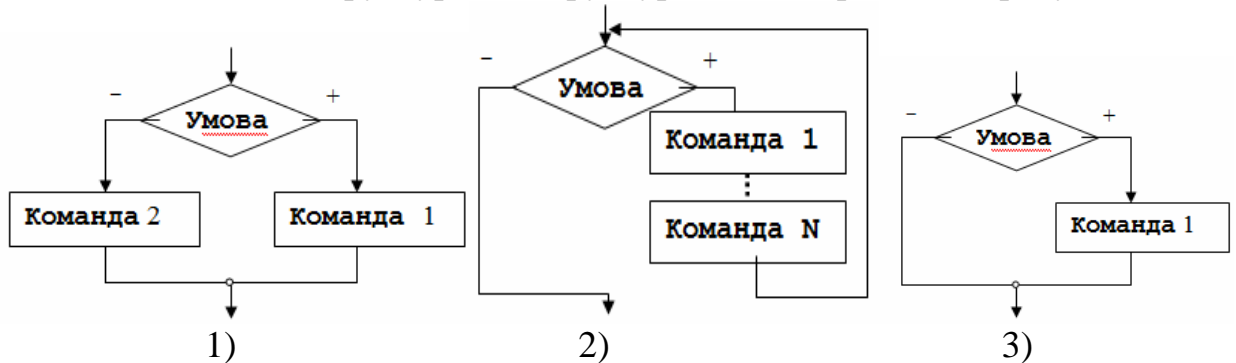 - Умова +
Команда 2 Команда 1
1)
- Умова +
Команда 1
Команда N
2)
- Умова +
Команда 1
3)